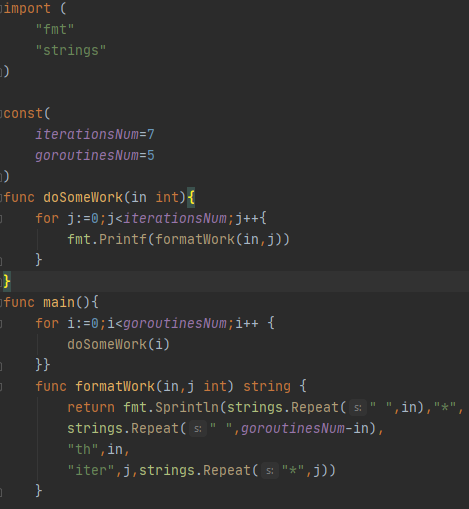 import (
    "fmt"
    "strings"
)

const(
    iterationsNum=7
    goroutinesNum=5
)
func doSomeWork(in int){
    for j:=0;j<iterationsNum;j++{
        fmt.Printf(formatWork(in,j))
    }
}
func main(){
    for i:=0;i<goroutinesNum;i++ {
        doSomeWork(i)
    }}
    func formatWork(in,j int) string {
        return fmt.Sprintln(strings.Repeat( s: " ",in),"*",
        strings.Repeat( s: " ",goroutinesNum-in),
        "th",in,
        "iter",j,strings.Repeat( s: "*",j))
    }